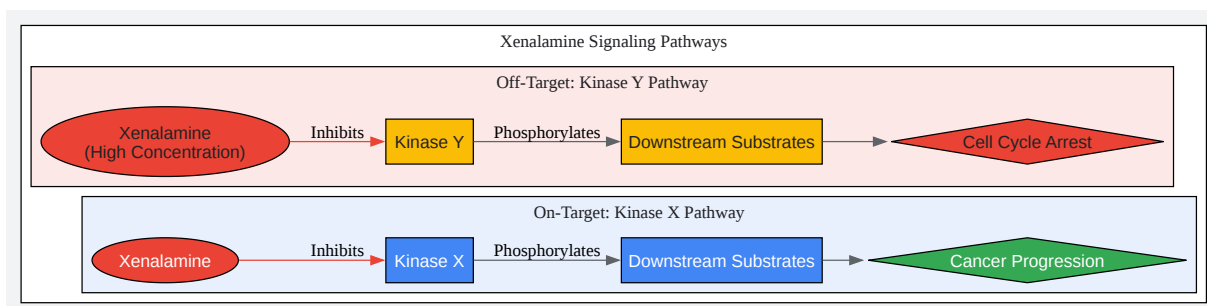 Xenalamine Signaling Pathways
Off-Target: Kinase Y Pathway
Xenalamine
(High Concentration)
Inhibits
Kinase Y
Phosphorylates
Downstream Substrates
Cell Cycle Arrest
On-Target: Kinase X Pathway
Xenalamine
Inhibits
Kinase X
Phosphorylates
Downstream Substrates
Cancer Progression